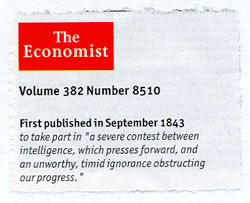 The
Economist
Volume 382 Number 8510
First published in September 1843
to take part in "a severe contest between
intelligence, which presses forward, and
an unworthy, timid ignorance obstructing
our progress."